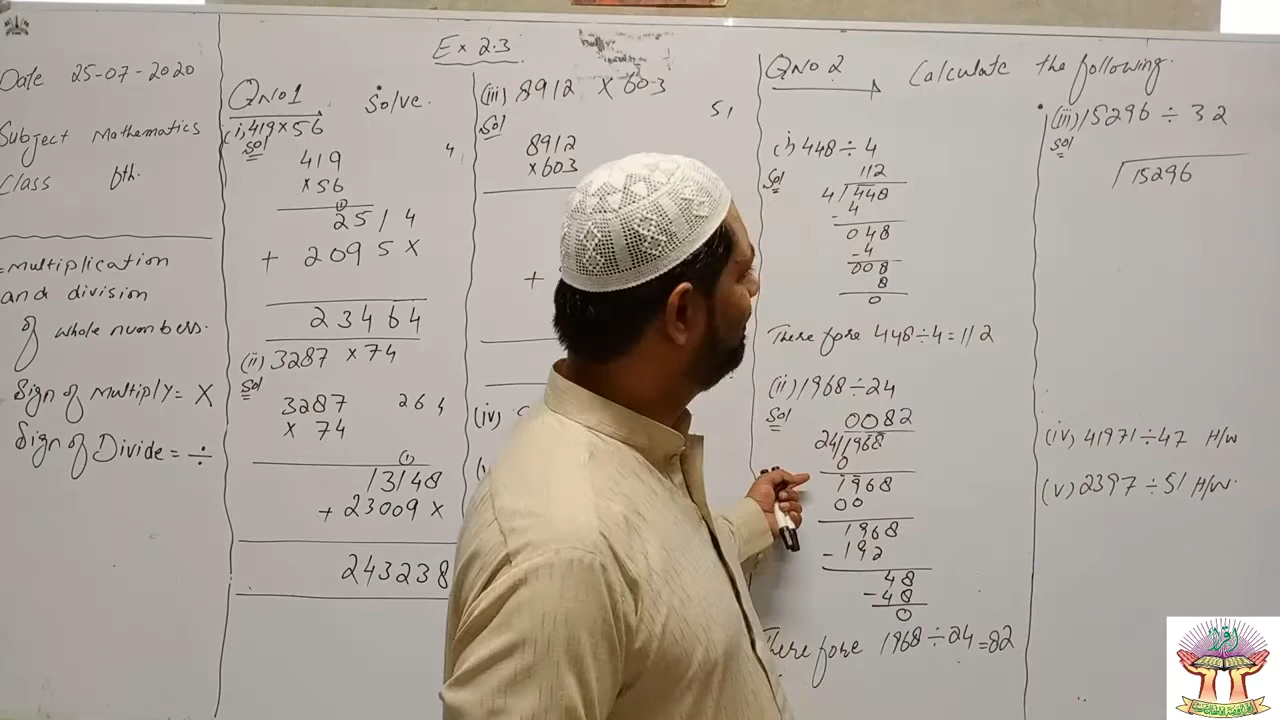 Date 25-07-2020
Subject Mathematics
Class 6th.
=Multiplication
and division
of whole numbers.
Sign of Multiply= ×
Sign of Divide = ÷
Ex 2.3
QNO1 Solve.
(i) 419×56
Sol
419
×56
2514
+ 2095×
23464
(ii) 3287 ×74
Sol
3287
× 74
13148
+ 23009 ×
243238
(iii) 8912 ×603
Sol
8912
×603
+
(iv)
QNO 2 Calculate the following.
i) 448÷4
Sol
112
4 448
-4
048
-4
008
8
0
There fore 448÷4=112
(ii) 1968÷24
Sol
0082
24 1968
0
1968
00
1968
-192
48
-48
0
There fore 1968÷24=82
(iii) 15296 ÷ 32
Sol
15296
(iv) 41971÷47 H/W
(v) 2397÷51 H/W.